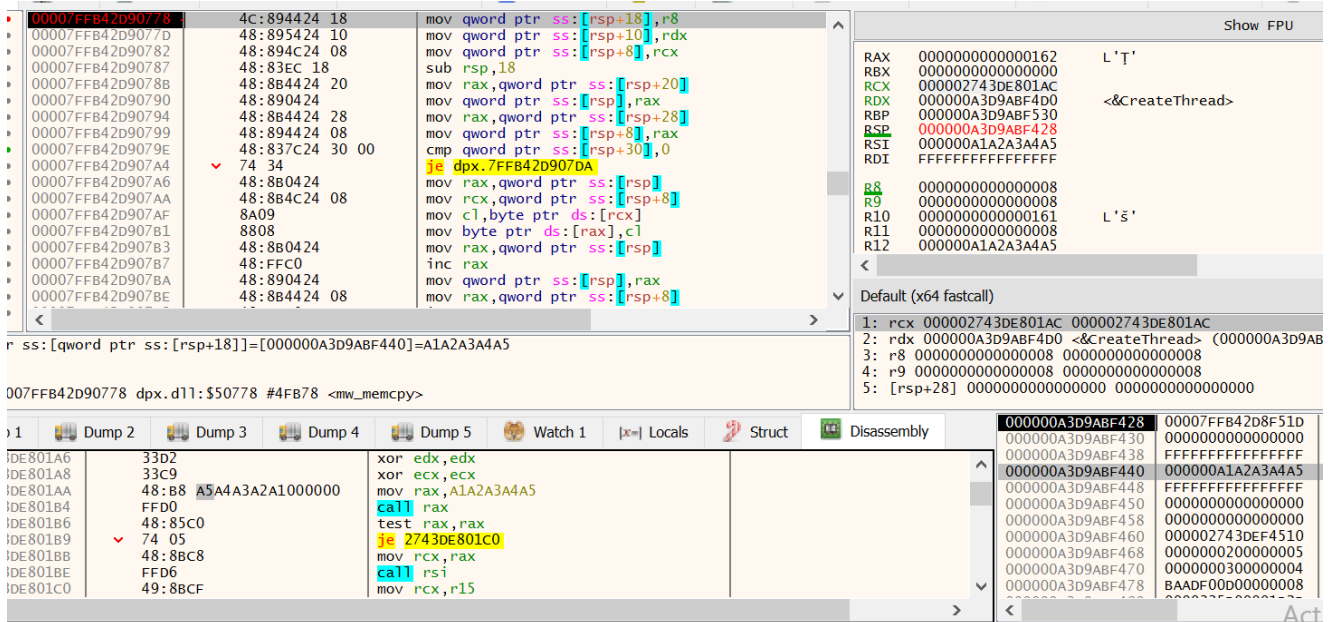 00007FFB42D90778 4C:894424 18 mov qword ptr ss:[rsp+18],r8
00007FFB42D9077D 48:895424 10 mov qword ptr ss:[rsp+10],rdx
00007FFB42D90782 48:894C24 08 mov qword ptr ss:[rsp+8],rcx
00007FFB42D90787 48:83EC 18 sub rsp,18
00007FFB42D9078B 48:8B4424 20 mov rax,qword ptr ss:[rsp+20]
00007FFB42D90790 48:890424 mov qword ptr ss:[rsp],rax
00007FFB42D90794 48:8B4424 28 mov rax,qword ptr ss:[rsp+28]
00007FFB42D90799 48:894424 08 mov qword ptr ss:[rsp+8],rax
00007FFB42D9079E 48:837C24 30 00 cmp qword ptr ss:[rsp+30],0
00007FFB42D907A4 74 34 je dpx.7FFB42D907DA
00007FFB42D907A6 48:8B0424 mov rax,qword ptr ss:[rsp]
00007FFB42D907AA 48:8B4C24 08 mov rcx,qword ptr ss:[rsp+8]
00007FFB42D907AF 8A09 mov cl,byte ptr ds:[rcx]
00007FFB42D907B1 8808 mov byte ptr ds:[rax],cl
00007FFB42D907B3 48:8B0424 mov rax,qword ptr ss:[rsp]
00007FFB42D907B7 48:FFC0 inc rax
00007FFB42D907BA 48:890424 mov qword ptr ss:[rsp],rax
00007FFB42D907BE 48:8B4424 08 mov rax,qword ptr ss:[rsp+8]
Show FPU
RAX 0000000000000162 L'Ţ'
RBX 0000000000000000
RCX 000002743DE801AC
RDX 000000A3D9ABF4D0 <&CreateThread>
RBP 000000A3D9ABF530
RSP 000000A3D9ABF428
RSI 000000A1A2A3A4A5
RDI FFFFFFFFFFFFFFFF
R8 0000000000000008
R9 0000000000000008
R10 0000000000000161 L'š'
R11 0000000000000008
R12 000000A1A2A3A4A5
Default (x64 fastcall)
1: rcx 000002743DE801AC 000002743DE801AC
2: rdx 000000A3D9ABF4D0 <&CreateThread> (000000A3D9AB
3: r8 0000000000000008 0000000000000008
4: r9 0000000000000008 0000000000000008
5: [rsp+28] 0000000000000000 0000000000000000
r ss:[qword ptr ss:[rsp+18]]=[000000A3D9ABF440]=A1A2A3A4A5
007FFB42D90778 dpx.dll:$50778 #4FB78 <mw_memcpy>
1 Dump 2 Dump 3 Dump 4 Dump 5 Watch 1 Locals Struct Disassembly
3DE801A6 33D2 xor edx,edx
3DE801A8 33C9 xor ecx,ecx
3DE801AA 48:B8 A5A4A3A2A1000000 mov rax,A1A2A3A4A5
3DE801B4 FFD0 call rax
3DE801B6 48:85C0 test rax,rax
3DE801B9 74 05 je 2743DE801C0
3DE801BB 48:8BC8 mov rcx,rax
3DE801BE FFD6 call rsi
3DE801C0 49:8BCF mov rcx,r15
000000A3D9ABF428 00007FFB42D8F51D
000000A3D9ABF430 0000000000000000
000000A3D9ABF438 FFFFFFFFFFFFFFFF
000000A3D9ABF440 000000A1A2A3A4A5
000000A3D9ABF448 FFFFFFFFFFFFFFFF
000000A3D9ABF450 0000000000000000
000000A3D9ABF458 0000000000000000
000000A3D9ABF460 000002743DEF4510
000000A3D9ABF468 0000000200000005
000000A3D9ABF470 0000000300000004
000000A3D9ABF478 BAADF00D00000008
Act